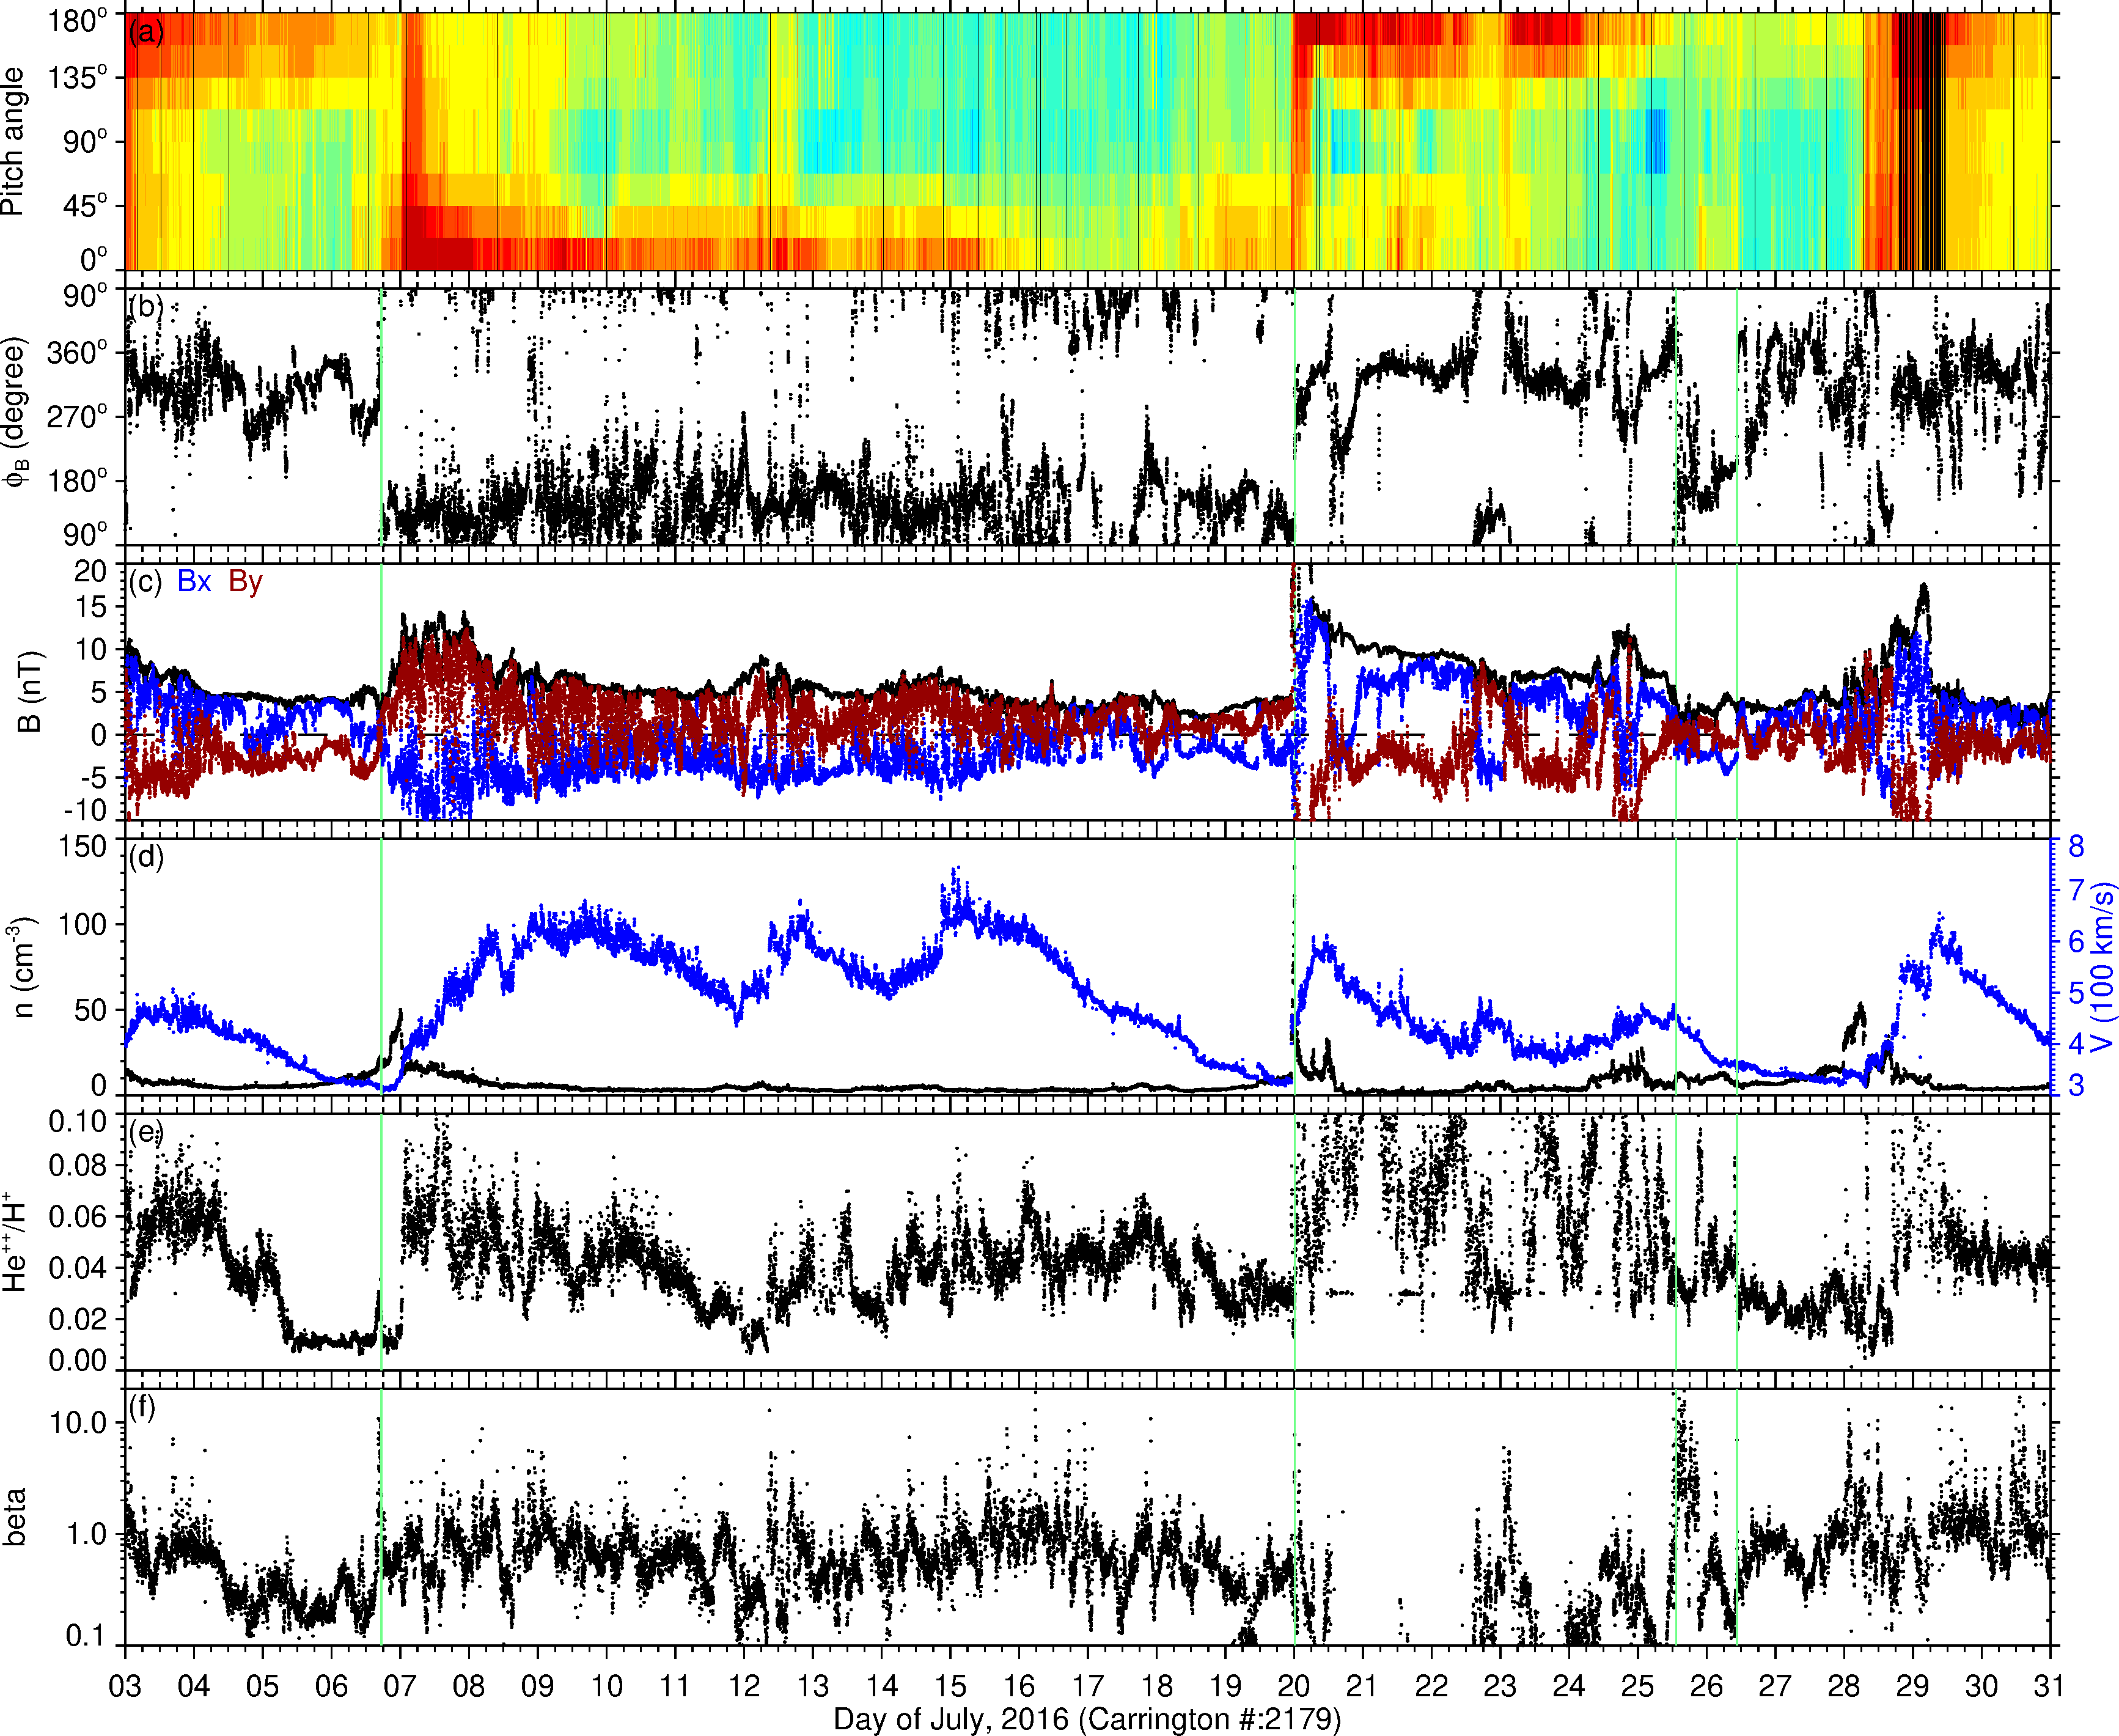 (a)
180°
135°
90°
45°
0°
Pitch angle
(b)
90°
360°
270°
180°
90°
ϕB (degree)
(c) Bx By
20
15
10
5
0
-5
-10
B (nT)
(d)
150
100
50
0
n (cm⁻³)
8
7
6
5
4
3
V (100 km/s)
(e)
0.10
0.08
0.06
0.04
0.02
0.00
He⁺⁺/H⁺
(f)
10.0
1.0
0.1
beta
03 04 05 06 07 08 09 10 11 12 13 14 15 16 17 18 19 20 21 22 23 24 25 26 27 28 29 30 31
Day of July, 2016 (Carrington #:2179)